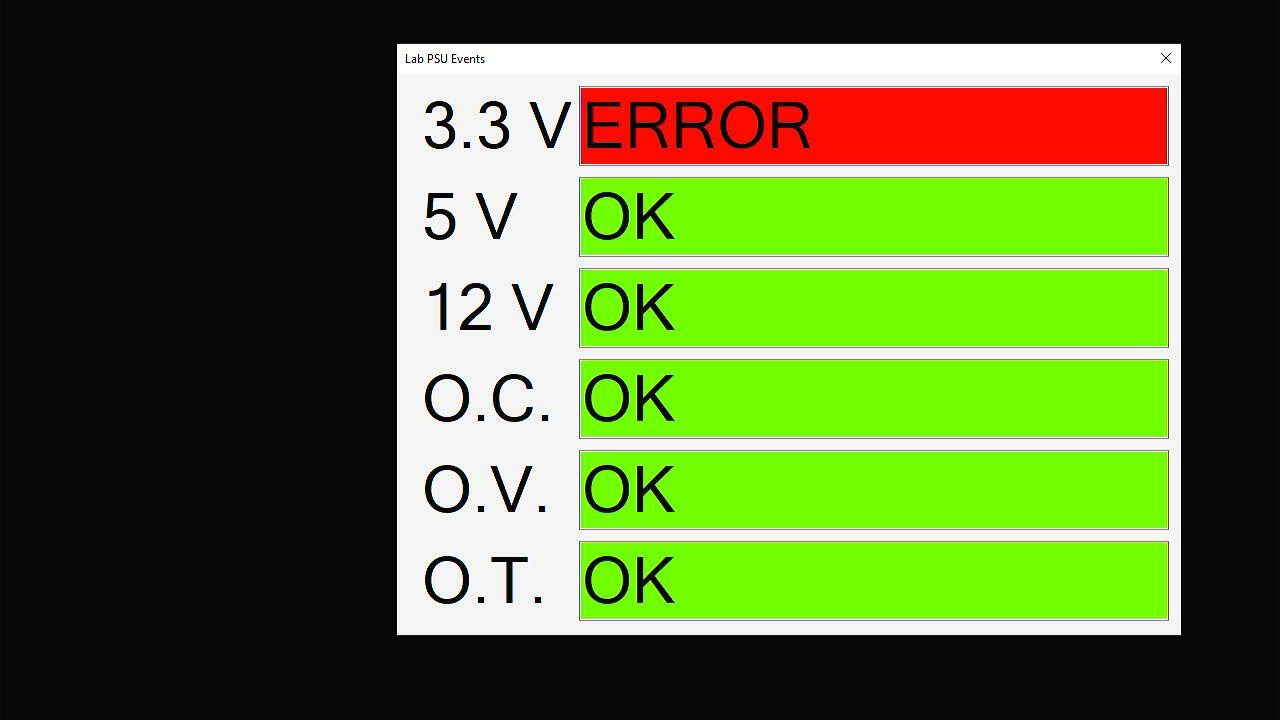 Lab PSU Events
3.3 V ERROR
5 V OK
12 V OK
O.C. OK
O.V. OK
O.T. OK